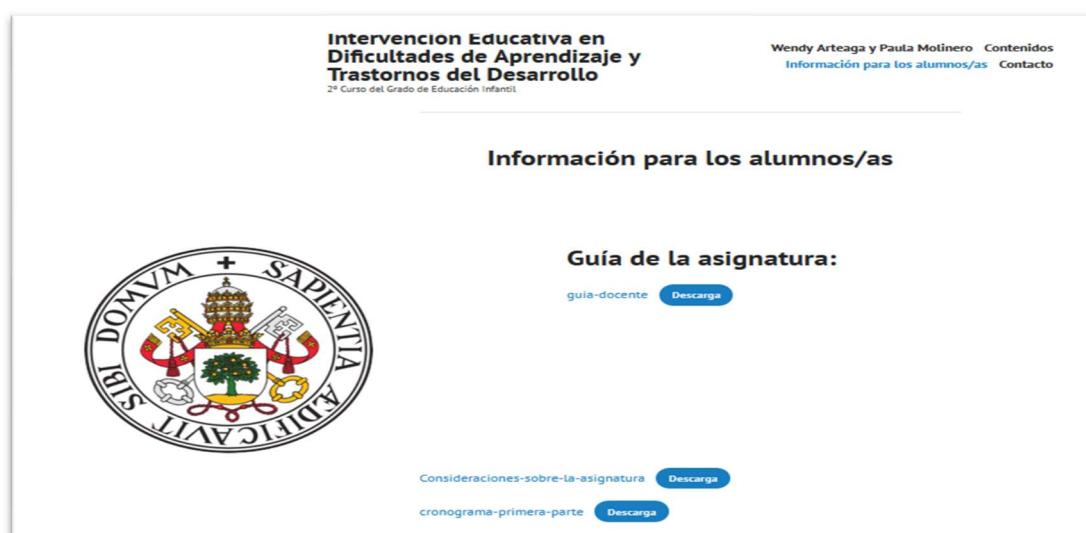 Intervención Educativa en
Dificultades de Aprendizaje y
Trastornos del Desarrollo
2º Curso del Grado de Educación Infantil
Wendy Arteaga y Paula Molinero Contenidos
Información para los alumnos/as Contacto
Información para los alumnos/as
SIBI DOMVM + SAPIENTIA ÆDIFICAVIT
Guía de la asignatura:
guia-docente Descarga
Consideraciones-sobre-la-asignatura Descarga
cronograma-primera-parte Descarga